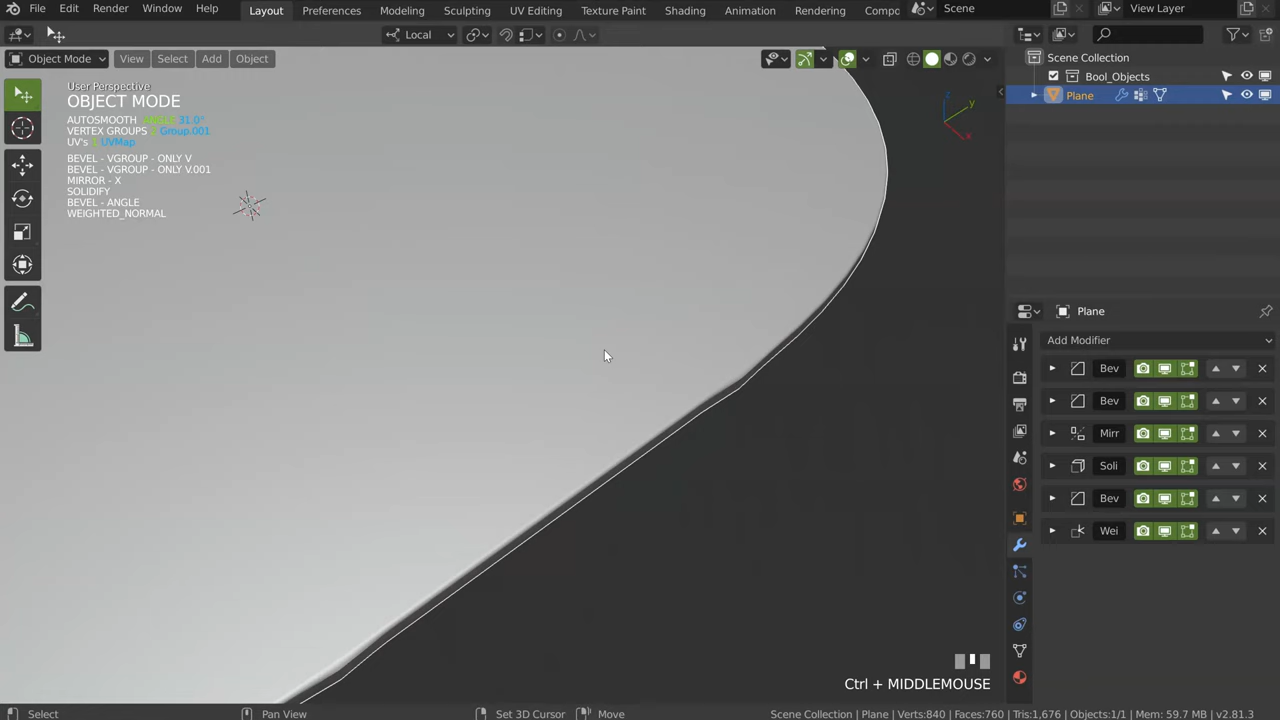 File Edit Render Window Help Layout Preferences Modeling Sculpting UV Editing Texture Paint Shading Animation Rendering Compo Scene View Layer
Local
Object Mode View Select Add Object
Scene Collection
Bool_Objects
Plane
User Perspective
OBJECT MODE
AUTOSMOOTH ANGLE 31.0°
VERTEX GROUPS Group.001
UV's UVMap
BEVEL - VGROUP - ONLY V
BEVEL - VGROUP - ONLY V.001
MIRROR - X
SOLIDIFY
BEVEL - ANGLE
WEIGHTED_NORMAL
z
y
x
Plane
Add Modifier
Bev
Bev
Mirr
Soli
Bev
Wei
Ctrl + MIDDLEMOUSE
Select Pan View Set 3D Cursor Move Scene Collection | Plane | Verts:840 | Faces:760 | Tris:1,676 | Objects:1/1 | Mem: 59.7 MB | v2.81.3